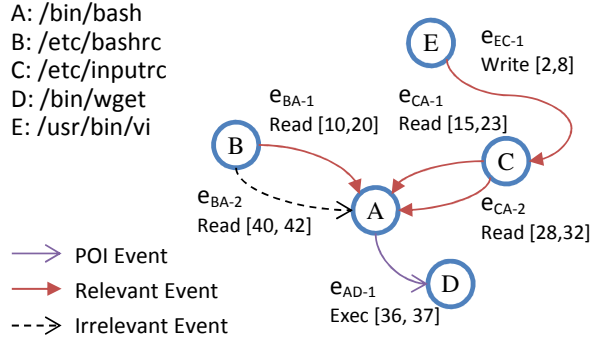 A: /bin/bash
B: /etc/bashrc
C: /etc/inputrc
D: /bin/wget
E: /usr/bin/vi
E
eEC-1
Write [2,8]
eBA-1
Read [10,20]
eCA-1
Read [15,23]
B
C
eBA-2
Read [40, 42]
A
eCA-2
Read [28,32]
POI Event
Relevant Event
Irrelevant Event
eAD-1
Exec [36, 37]
D